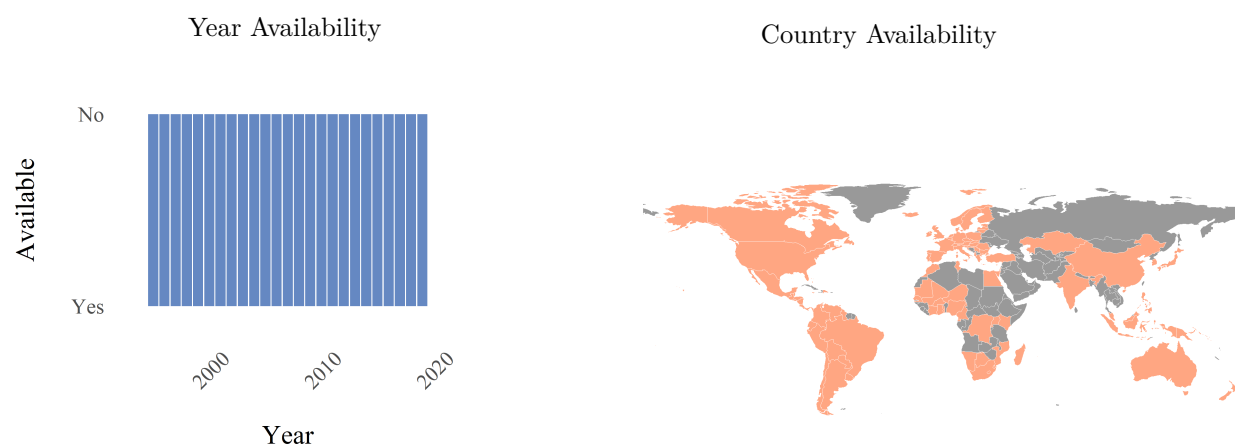 Year Availability
Country Availability
Available
No
Yes
2000
2010
2020
Year